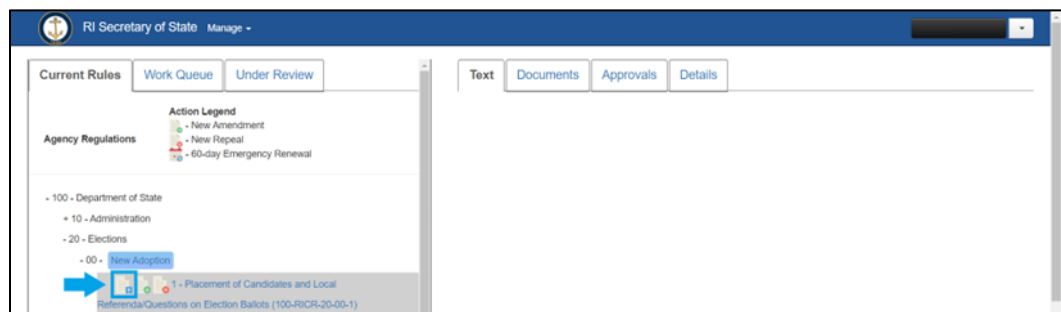 RI Secretary of State Manage
Current Rules Work Queue Under Review
Text Documents Approvals Details
Action Legend
Agency Regulations
- New Amendment
- New Repeal
- 60-day Emergency Renewal
- 100 - Department of State
+ 10 - Administration
- 20 - Elections
- 00 - New Adoption
1 - Placement of Candidates and Local
Referenda/Questions on Election Ballots (100-RICR-20-00-1)